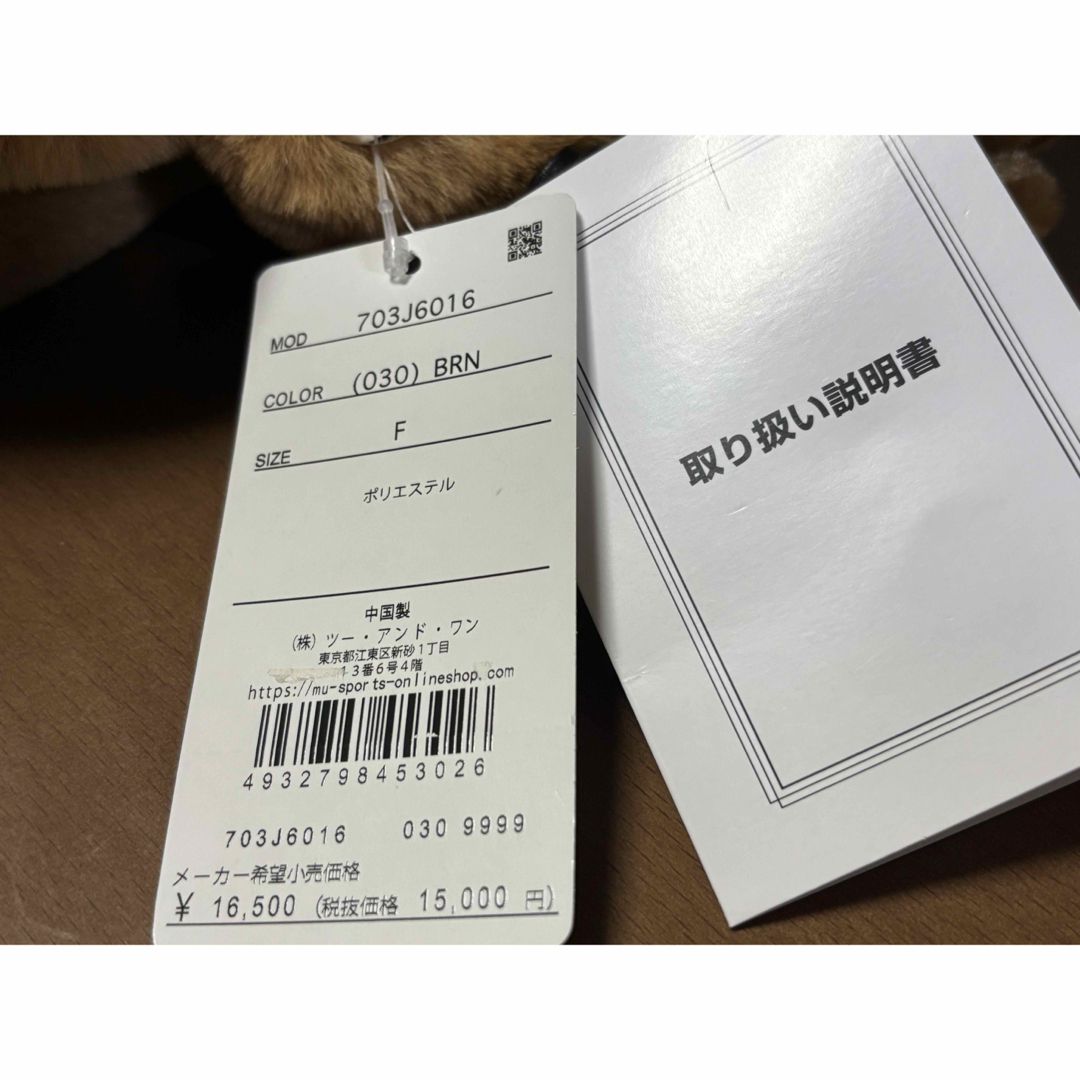 MOD 703J6016
COLOR (030) BRN
SIZE F
ポリエステル
中国製
(株) ツー・アンド・ワン
東京都江東区新砂1丁目
13番6号4階
https://mu-sports-onlineshop.com
4932798453026
703J6016 030 9999
メーカー希望小売価格
¥ 16,500 (税抜価格 15,000 円)
取り扱い説明書